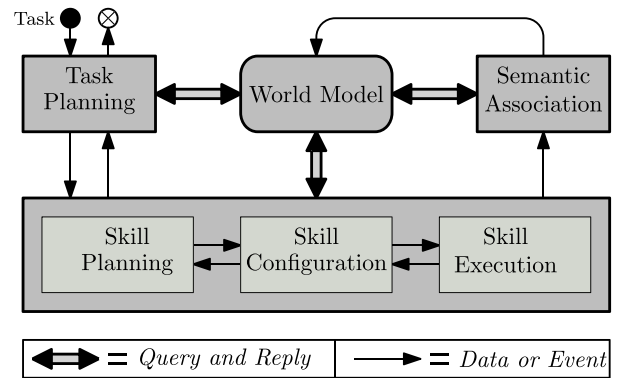 Task
Task
Planning
World Model
Semantic
Association
Skill
Planning
Skill
Configuration
Skill
Execution
= Query and Reply
= Data or Event